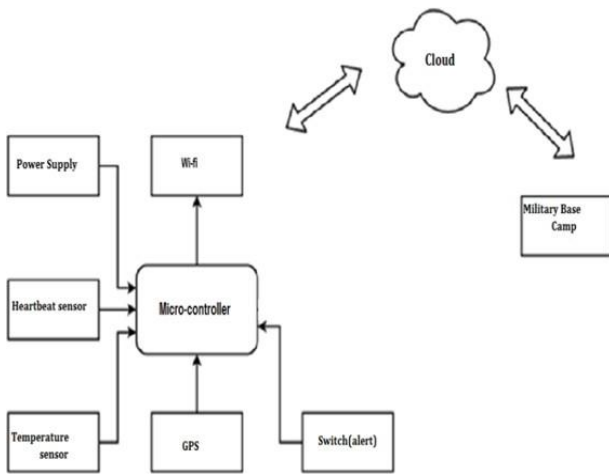 Cloud
Power Supply
Wi-fi
Military Base
Camp
Heartbeat sensor
Micro-controller
Temperature
sensor
GPS
Switch(alert)